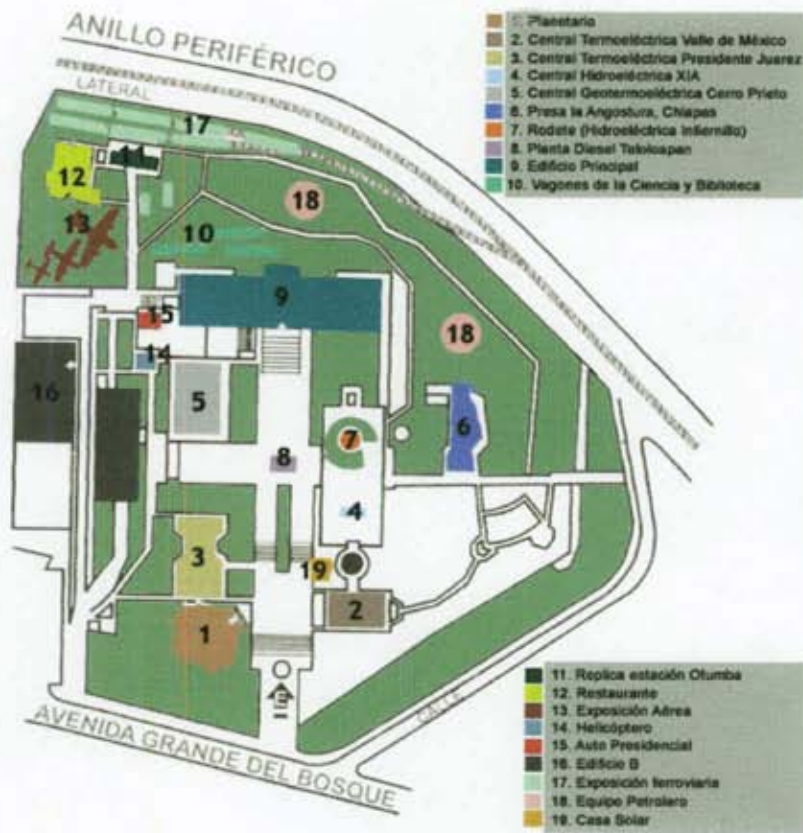 ANILLO PERIFÉRICO
LATERAL
1. Planetario
2. Central Termoeléctrica Valle de México
3. Central Termoeléctrica Presidente Juarez
4. Central Hidroeléctrica XIA
5. Central Geotermoeléctrica Cerro Prieto
6. Presa la Angostura, Chiapas
7. Rodete (Hidroeléctrica Infiernillo)
8. Planta Diesel Teloloapan
9. Edificio Principal
10. Vagones de la Ciencia y Biblioteca
17
11
12
18
13
10
9
15
18
14
16
5
6
7
8
4
3
19
2
1
CALLE
AVENIDA GRANDE DEL BOSQUE
11. Replica estación Otumba
12. Restaurante
13. Exposición Aérea
14. Helicóptero
15. Auto Presidencial
16. Edificio B
17. Exposición ferroviaria
18. Equipo Petrolero
19. Casa Solar